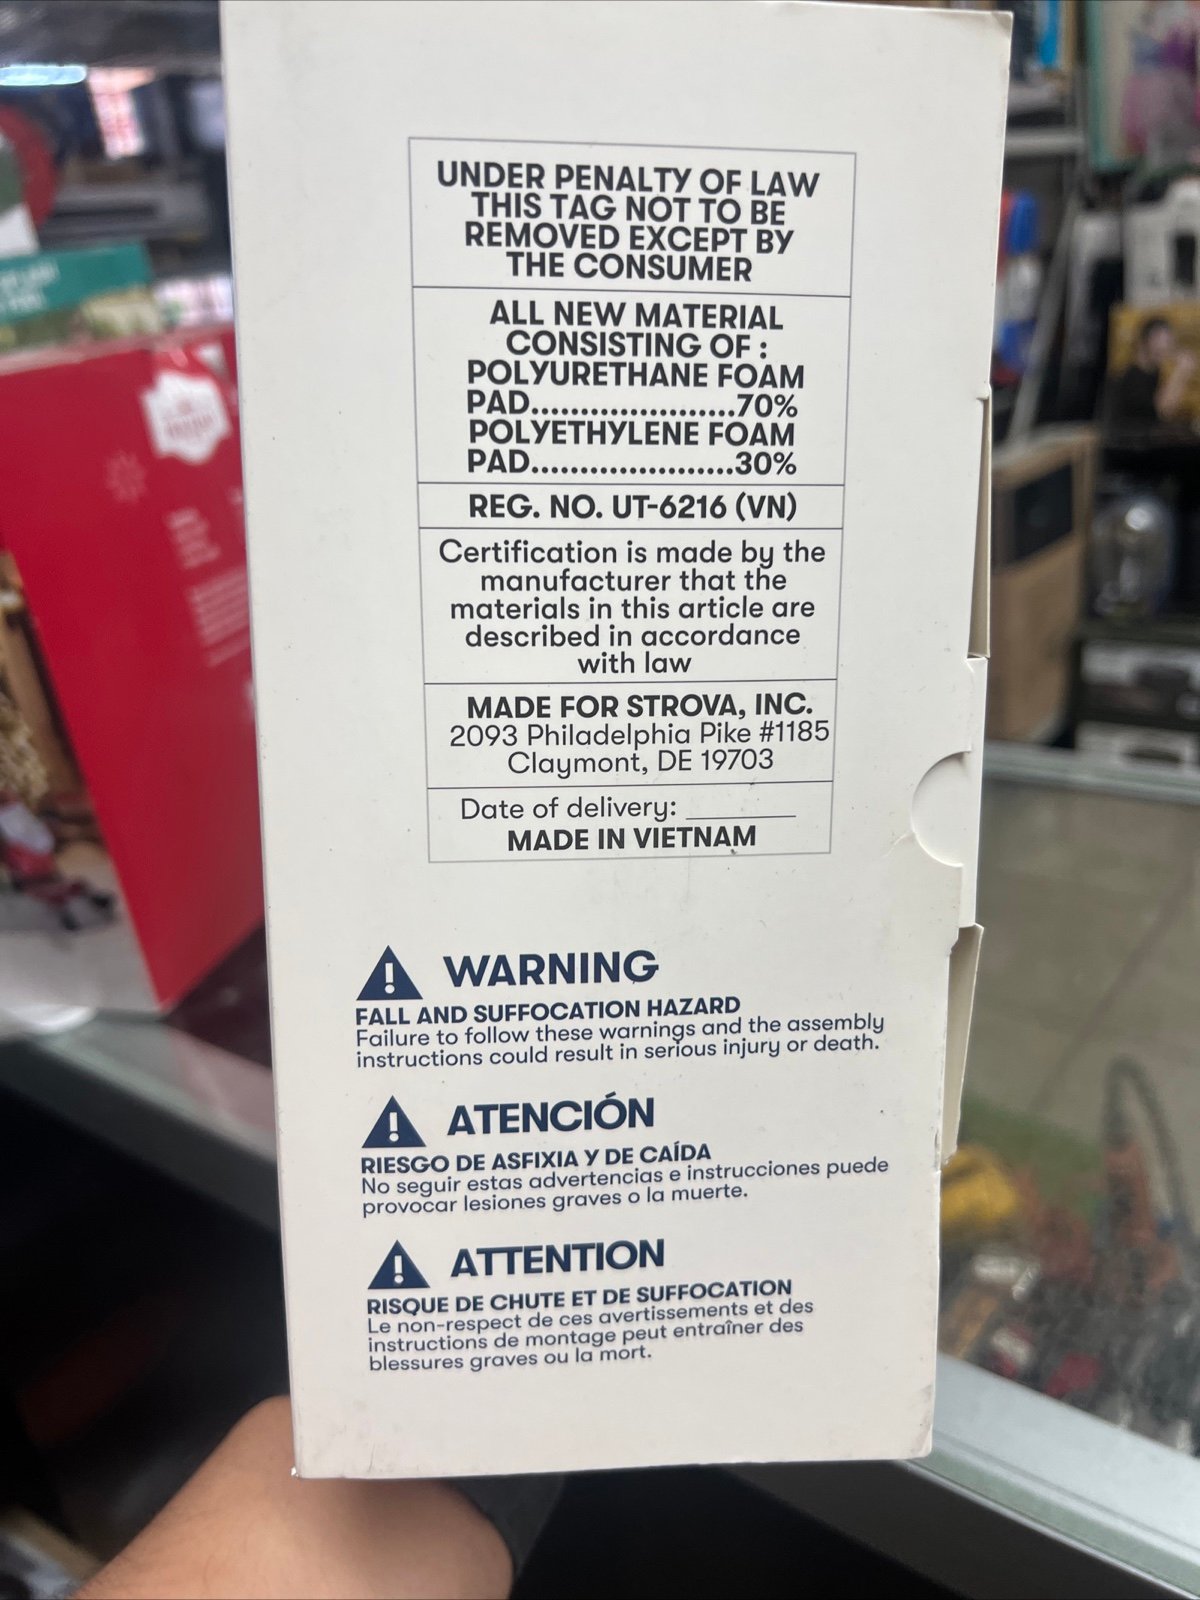 UNDER PENALTY OF LAW
THIS TAG NOT TO BE
REMOVED EXCEPT BY
THE CONSUMER
ALL NEW MATERIAL
CONSISTING OF :
POLYURETHANE FOAM
PAD.....................70%
POLYETHYLENE FOAM
PAD.....................30%
REG. NO. UT-6216 (VN)
Certification is made by the
manufacturer that the
materials in this article are
described in accordance
with law
MADE FOR STROVA, INC.
2093 Philadelphia Pike #1185
Claymont, DE 19703
Date of delivery: ________
MADE IN VIETNAM
WARNING
FALL AND SUFFOCATION HAZARD
Failure to follow these warnings and the assembly
instructions could result in serious injury or death.
ATENCIÓN
RIESGO DE ASFIXIA Y DE CAÍDA
No seguir estas advertencias e instrucciones puede
provocar lesiones graves o la muerte.
ATTENTION
RISQUE DE CHUTE ET DE SUFFOCATION
Le non-respect de ces avertissements et des
instructions de montage peut entraîner des
blessures graves ou la mort.